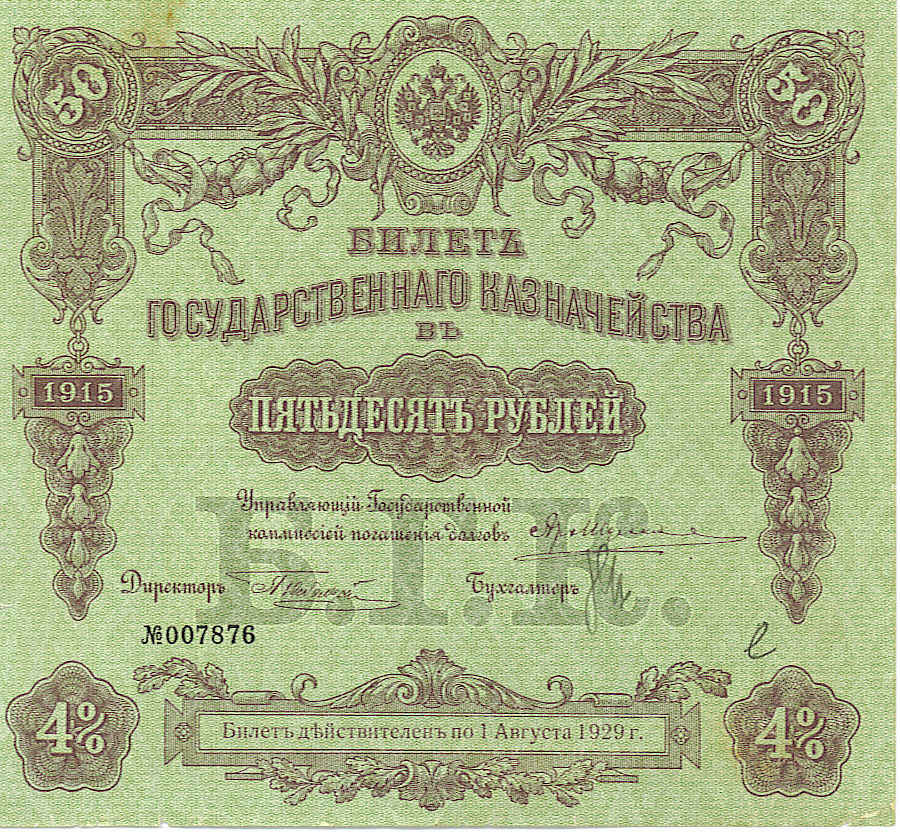 50 50
БИЛЕТЪ
ГОСУДАРСТВЕННАГО КАЗНАЧЕЙСТВА
ВЪ
1915 1915
ПЯТЬДЕСЯТЪ РУБЛЕЙ
Управляющій Государственной
коммиссіей погашенія долговъ
Директоръ Бухгалтеръ
Б.Г.К.
№007876
4% 4%
Билетъ дѣйствителенъ по 1 Августа 1929 г.